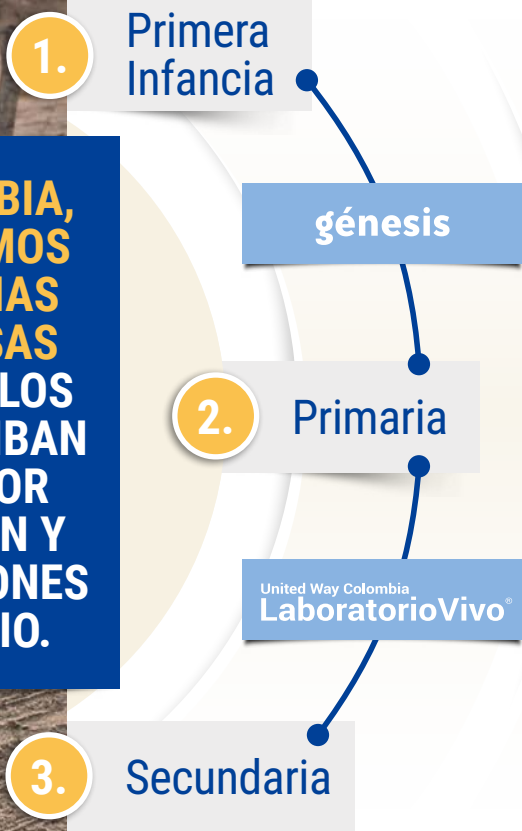 1.
Primera
Infancia
BIA,
MOS
IAS
SAS
LOS
IBAN
OR
N Y
ONES
IO.
génesis
2.
Primaria
United Way Colombia
LaboratorioVivo®
3.
Secundaria